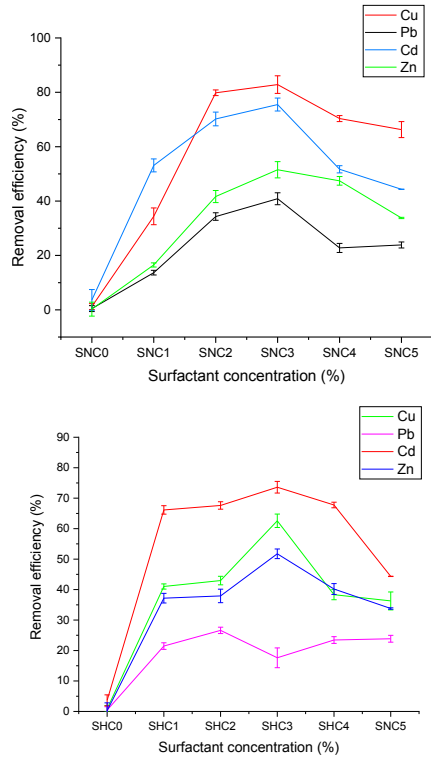 Cu
Pb
Cd
Zn
100
80
60
40
20
0
Removal efficiency (%)
SNC0 SNC1 SNC2 SNC3 SNC4 SNC5
Surfactant concentration (%)
Cu
Pb
Cd
Zn
90
80
70
60
50
40
30
20
10
0
Removal efficiency (%)
SHC0 SHC1 SHC2 SHC3 SHC4 SNC5
Surfactant concentration (%)